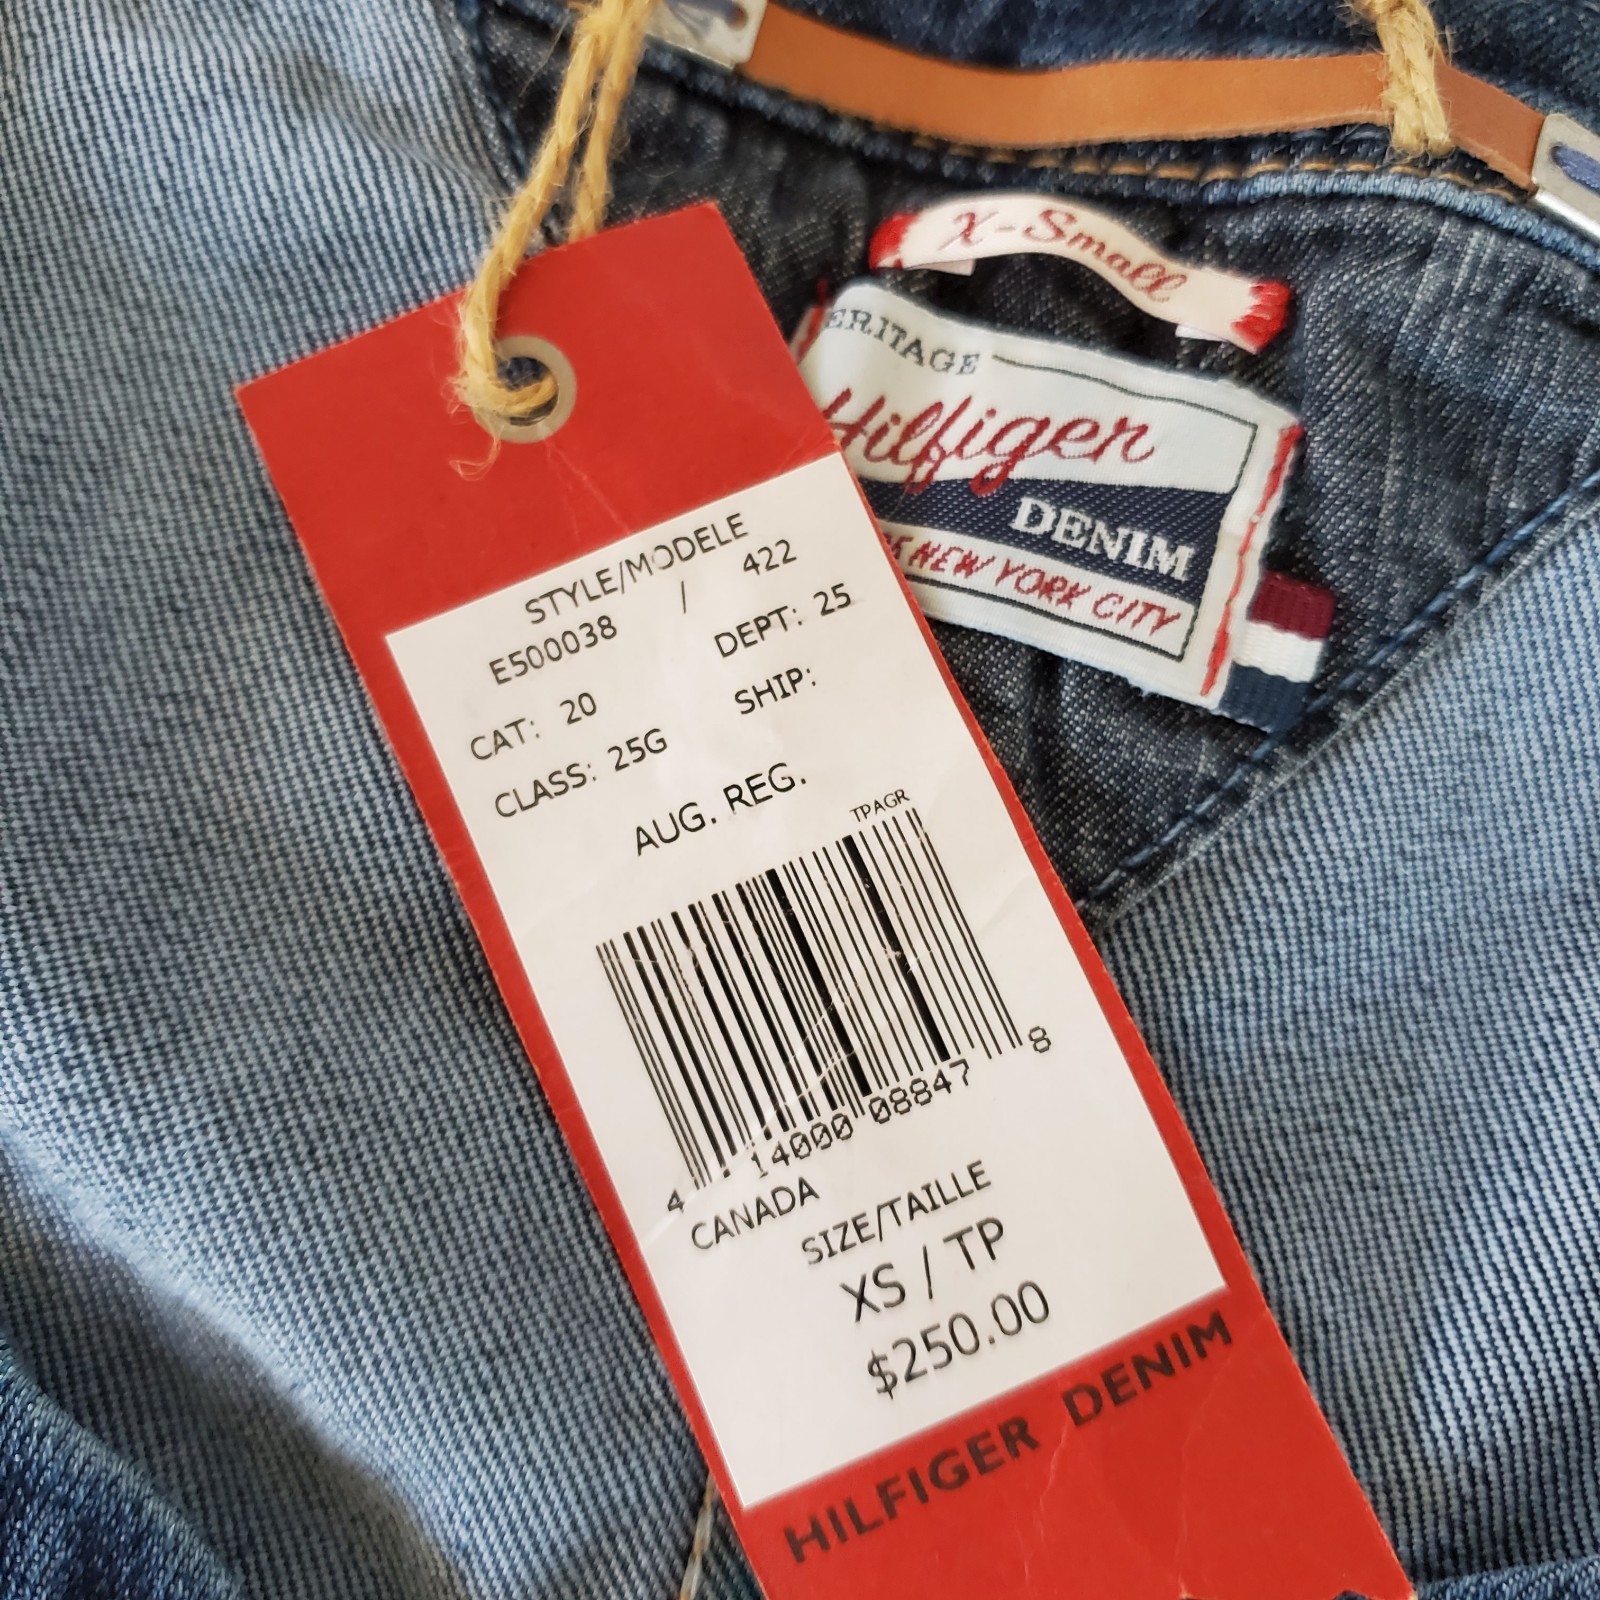 X-Small
ERITAGE
Hilfiger
DENIM
NEW YORK CITY
STYLE/MODELE
E500038 / 422
CAT: 20 DEPT: 25
CLASS: 25G SHIP:
AUG. REG.
TPAGR
4 14000 08847 8
CANADA
SIZE/TAILLE
XS / TP
$250.00
HILFIGER DENIM